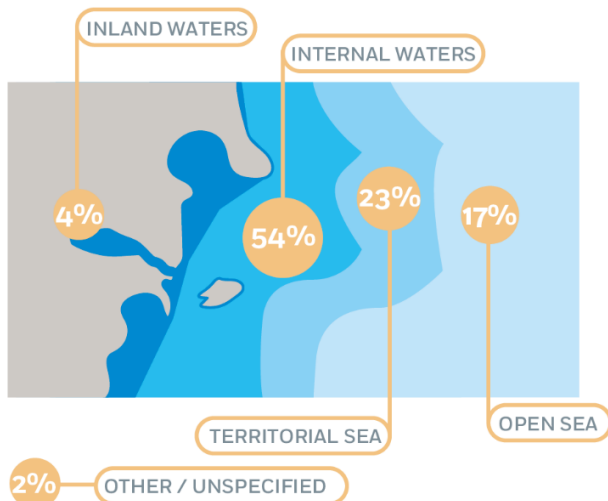 INLAND WATERS
INTERNAL WATERS
4%
54%
23%
17%
TERRITORIAL SEA
OPEN SEA
2%
OTHER / UNSPECIFIED